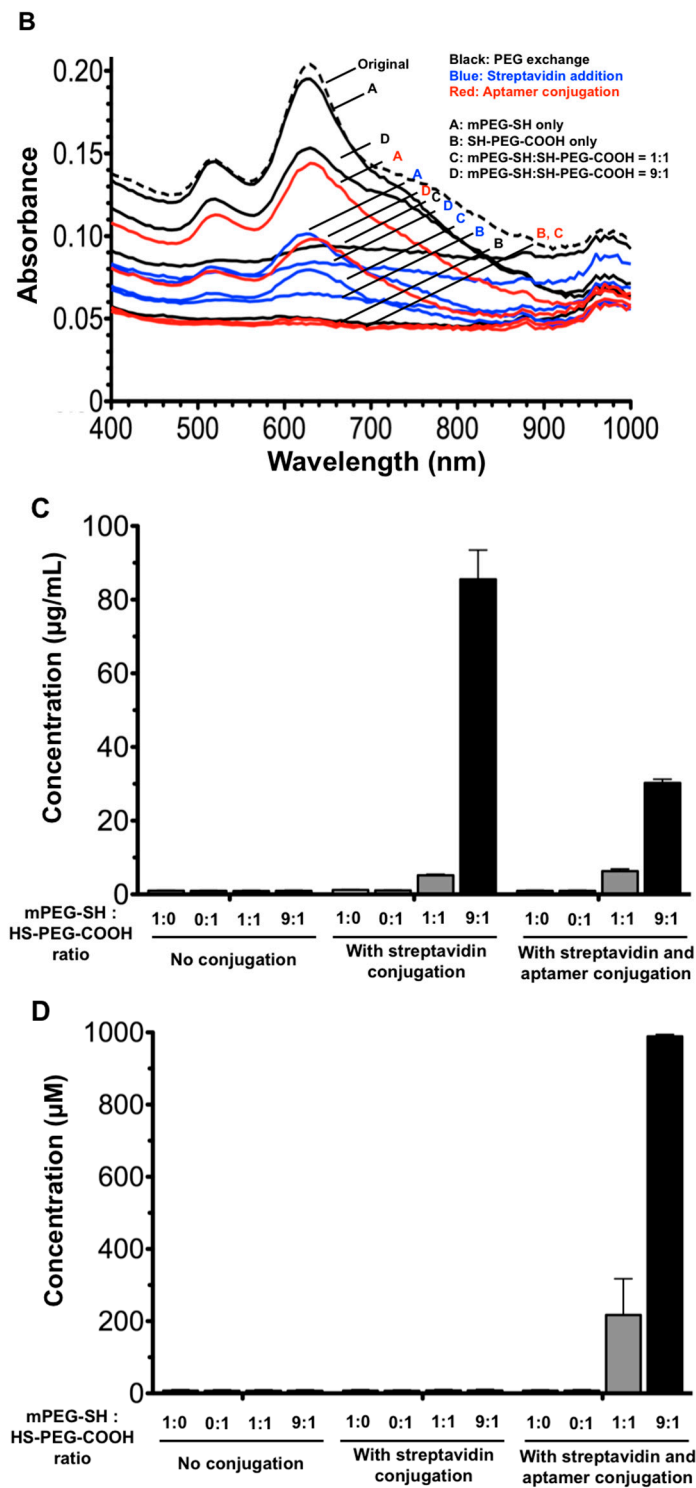 B
Black: PEG exchange
Blue: Streptavidin addition
Red: Aptamer conjugation
A: mPEG-SH only
B: SH-PEG-COOH only
C: mPEG-SH:SH-PEG-COOH = 1:1
D: mPEG-SH:SH-PEG-COOH = 9:1
Original
A
D
A
A
D
C
D
C
B
B
B, C
Absorbance
0.20
0.15
0.10
0.05
0
400 500 600 700 800 900 1000
Wavelength (nm)
C
Concentration (µg/mL)
100
80
60
40
20
0
mPEG-SH :
HS-PEG-COOH
ratio
1:0 0:1 1:1 9:1 1:0 0:1 1:1 9:1 1:0 0:1 1:1 9:1
No conjugation
With streptavidin
conjugation
With streptavidin and
aptamer conjugation
D
Concentration (µM)
1000
800
600
400
200
0
mPEG-SH :
HS-PEG-COOH
ratio
1:0 0:1 1:1 9:1 1:0 0:1 1:1 9:1 1:0 0:1 1:1 9:1
No conjugation
With streptavidin
conjugation
With streptavidin and
aptamer conjugation